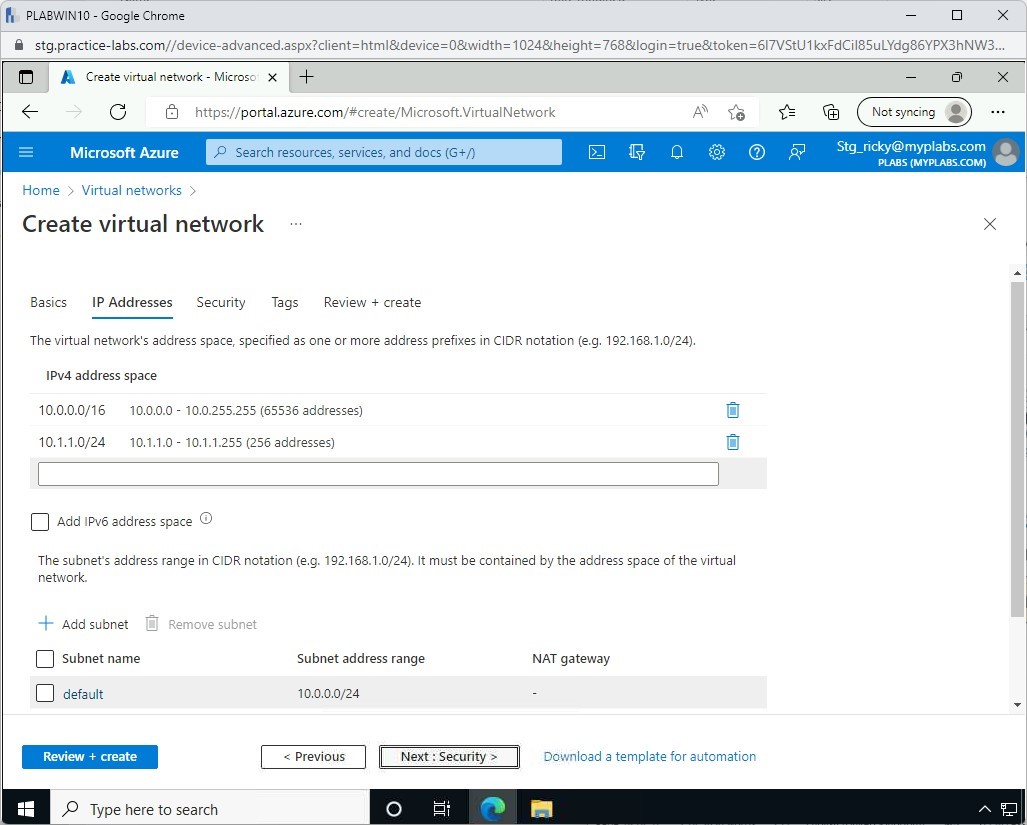 PLABWIN10 - Google Chrome
stg.practice-labs.com//device-advanced.aspx?client=html&device=0&width=1024&height=768&login=true&token=6I7VStU1kxFdCiI85uLYdg86YPX3hNW3...
Create virtual network - Microso
https://portal.azure.com/#create/Microsoft.VirtualNetwork
Not syncing
Microsoft Azure
Search resources, services, and docs (G+/)
Stg_ricky@myplabs.com
PLABS (MYPLABS.COM)
Home > Virtual networks >
Create virtual network ...
Basics IP Addresses Security Tags Review + create
The virtual network's address space, specified as one or more address prefixes in CIDR notation (e.g. 192.168.1.0/24).
IPv4 address space
10.0.0.0/16 10.0.0.0 - 10.0.255.255 (65536 addresses)
10.1.1.0/24 10.1.1.0 - 10.1.1.255 (256 addresses)
Add IPv6 address space
The subnet's address range in CIDR notation (e.g. 192.168.1.0/24). It must be contained by the address space of the virtual
network.
+ Add subnet Remove subnet
Subnet name Subnet address range NAT gateway
default 10.0.0.0/24 -
Review + create < Previous Next : Security > Download a template for automation
Type here to search